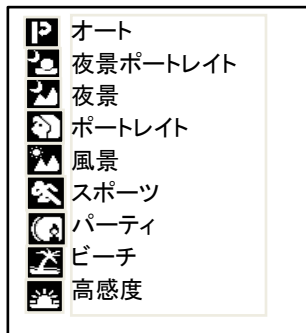 P オート
夜景ポートレイト
夜景
ポートレイト
風景
スポーツ
パーティ
ビーチ
高感度